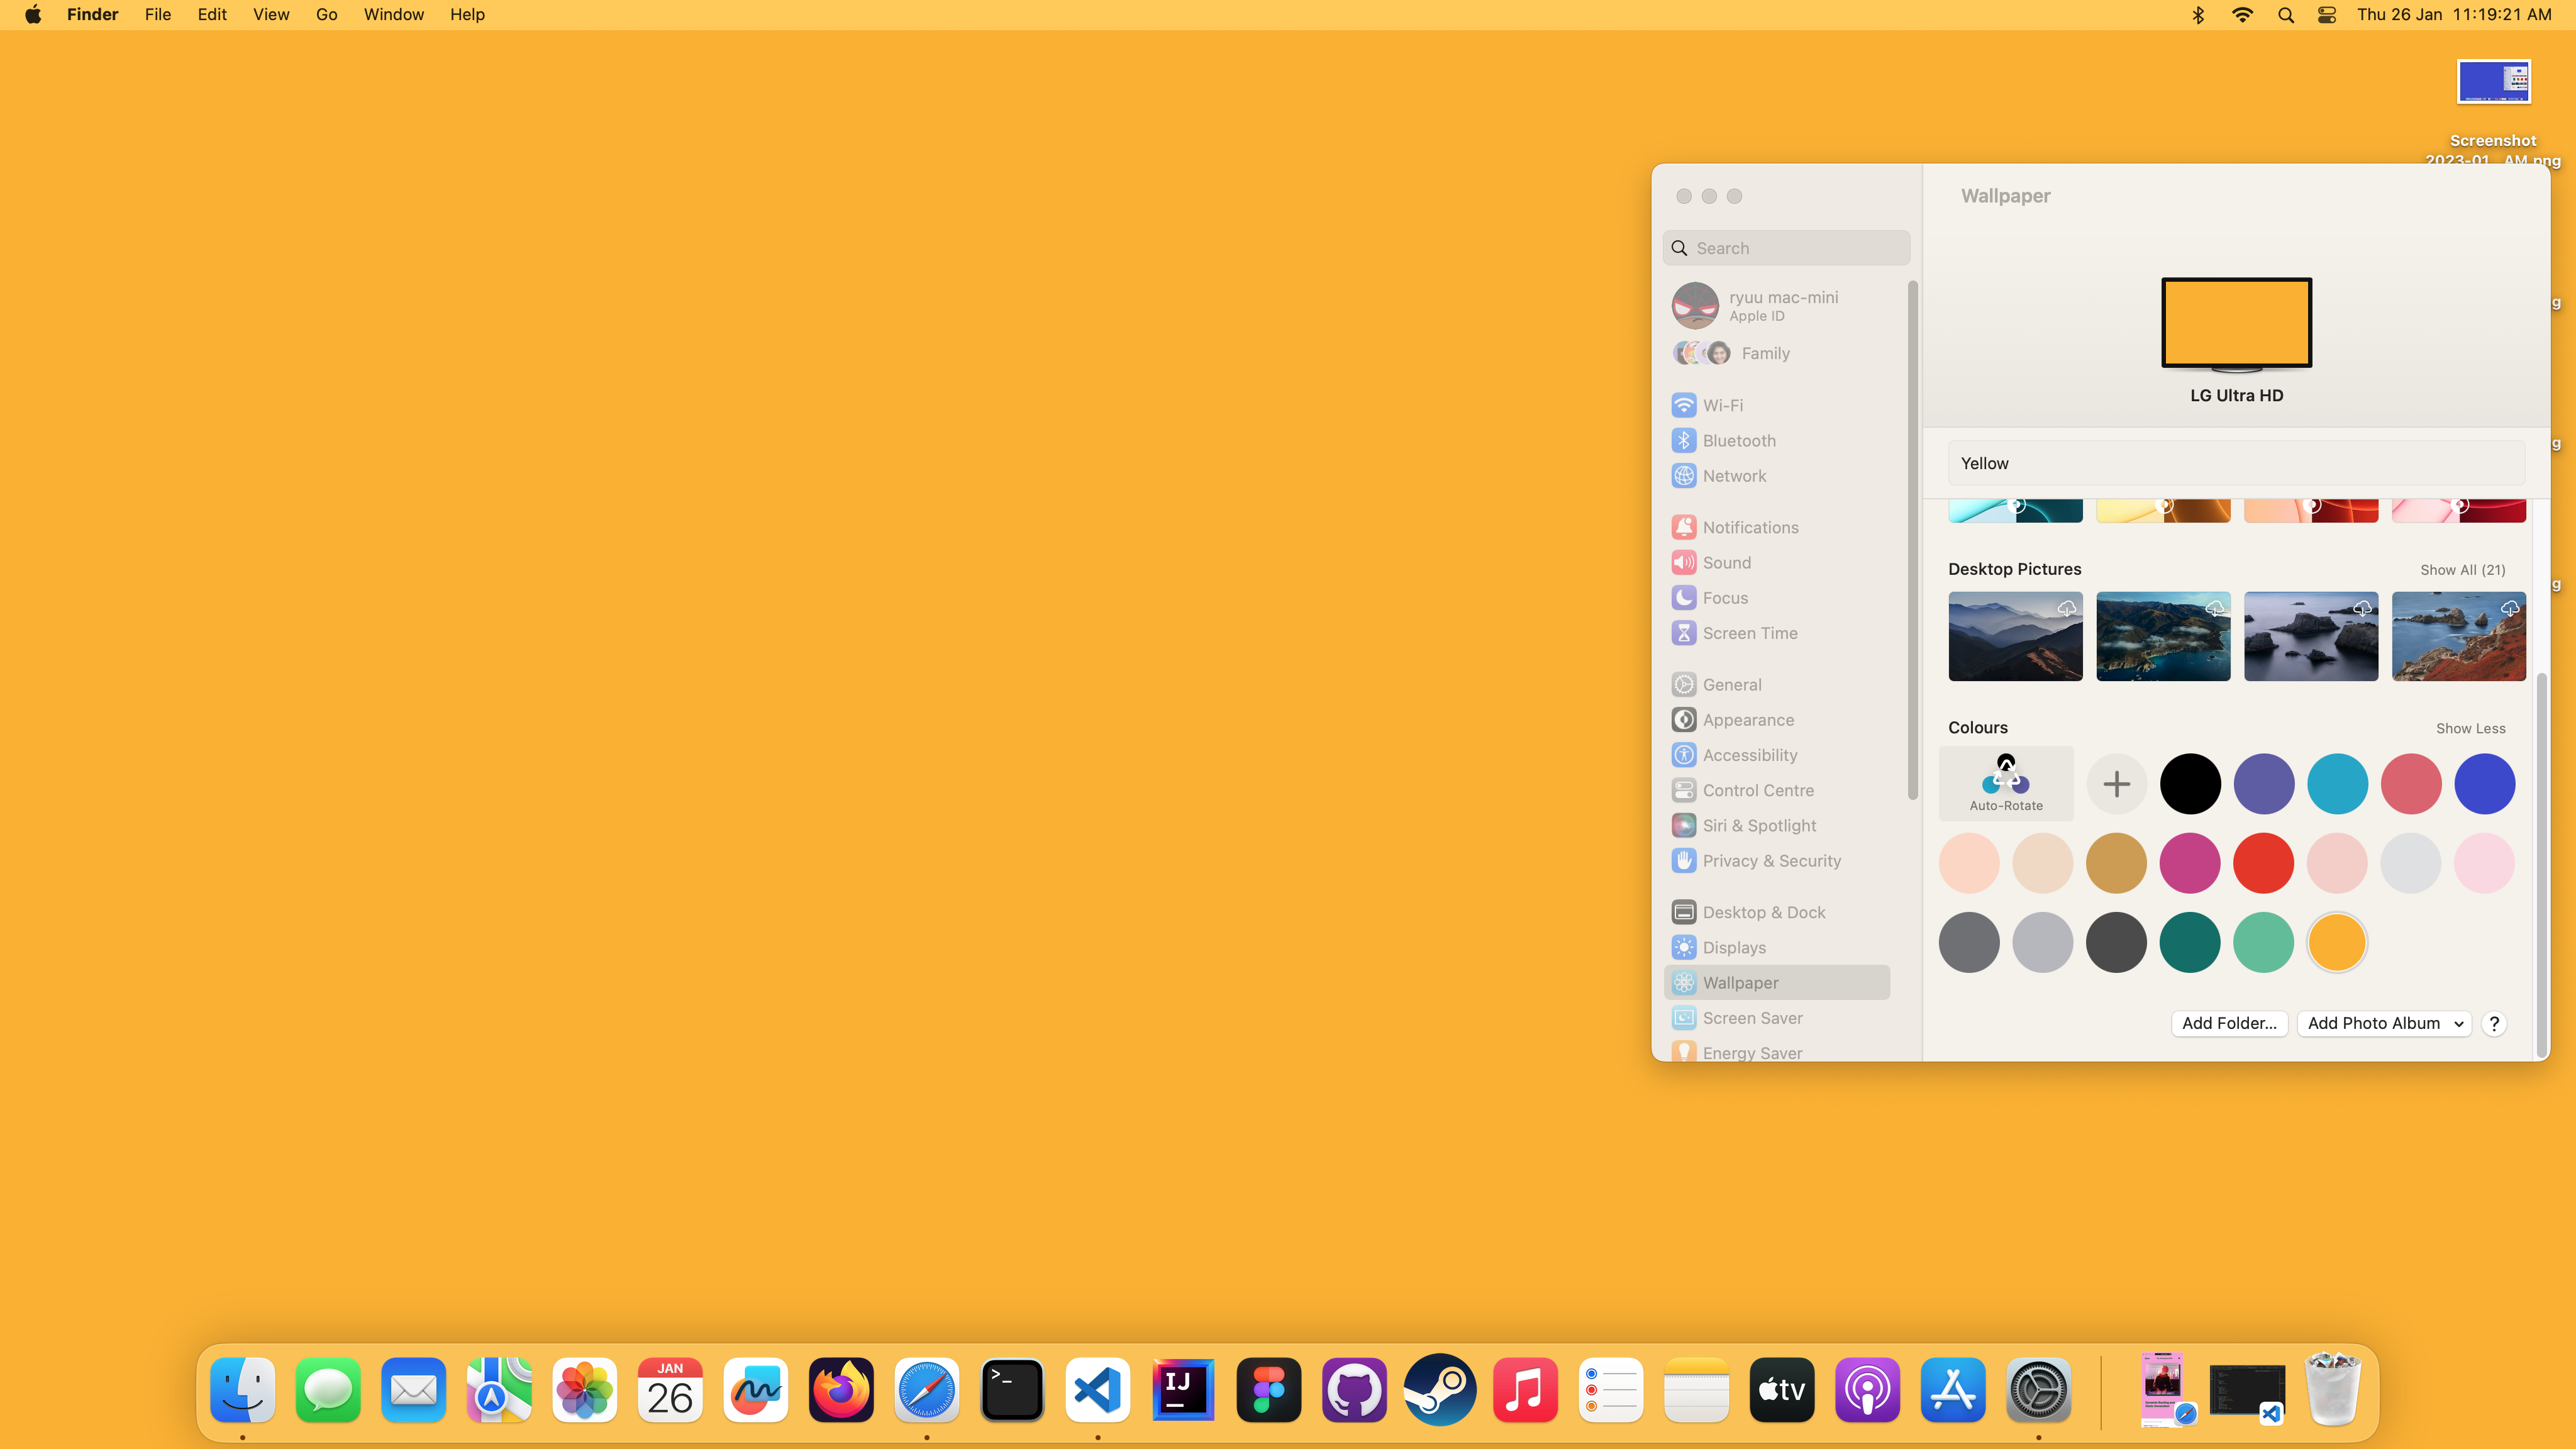 Finder File Edit View Go Window Help
Thu 26 Jan 11:19:21 AM
Screenshot
2023-01...AM.png
g
g
g
Wallpaper
Search
ryuu mac-mini
Apple ID
Family
Wi-Fi
Bluetooth
Network
Notifications
Sound
Focus
Screen Time
General
Appearance
Accessibility
Control Centre
Siri & Spotlight
Privacy & Security
Desktop & Dock
Displays
Wallpaper
Screen Saver
Energy Saver
LG Ultra HD
Yellow
Desktop Pictures
Show All (21)
Colours
Show Less
Auto-Rotate
Add Folder...
Add Photo Album
?
JAN
26
>_
IJ
tv